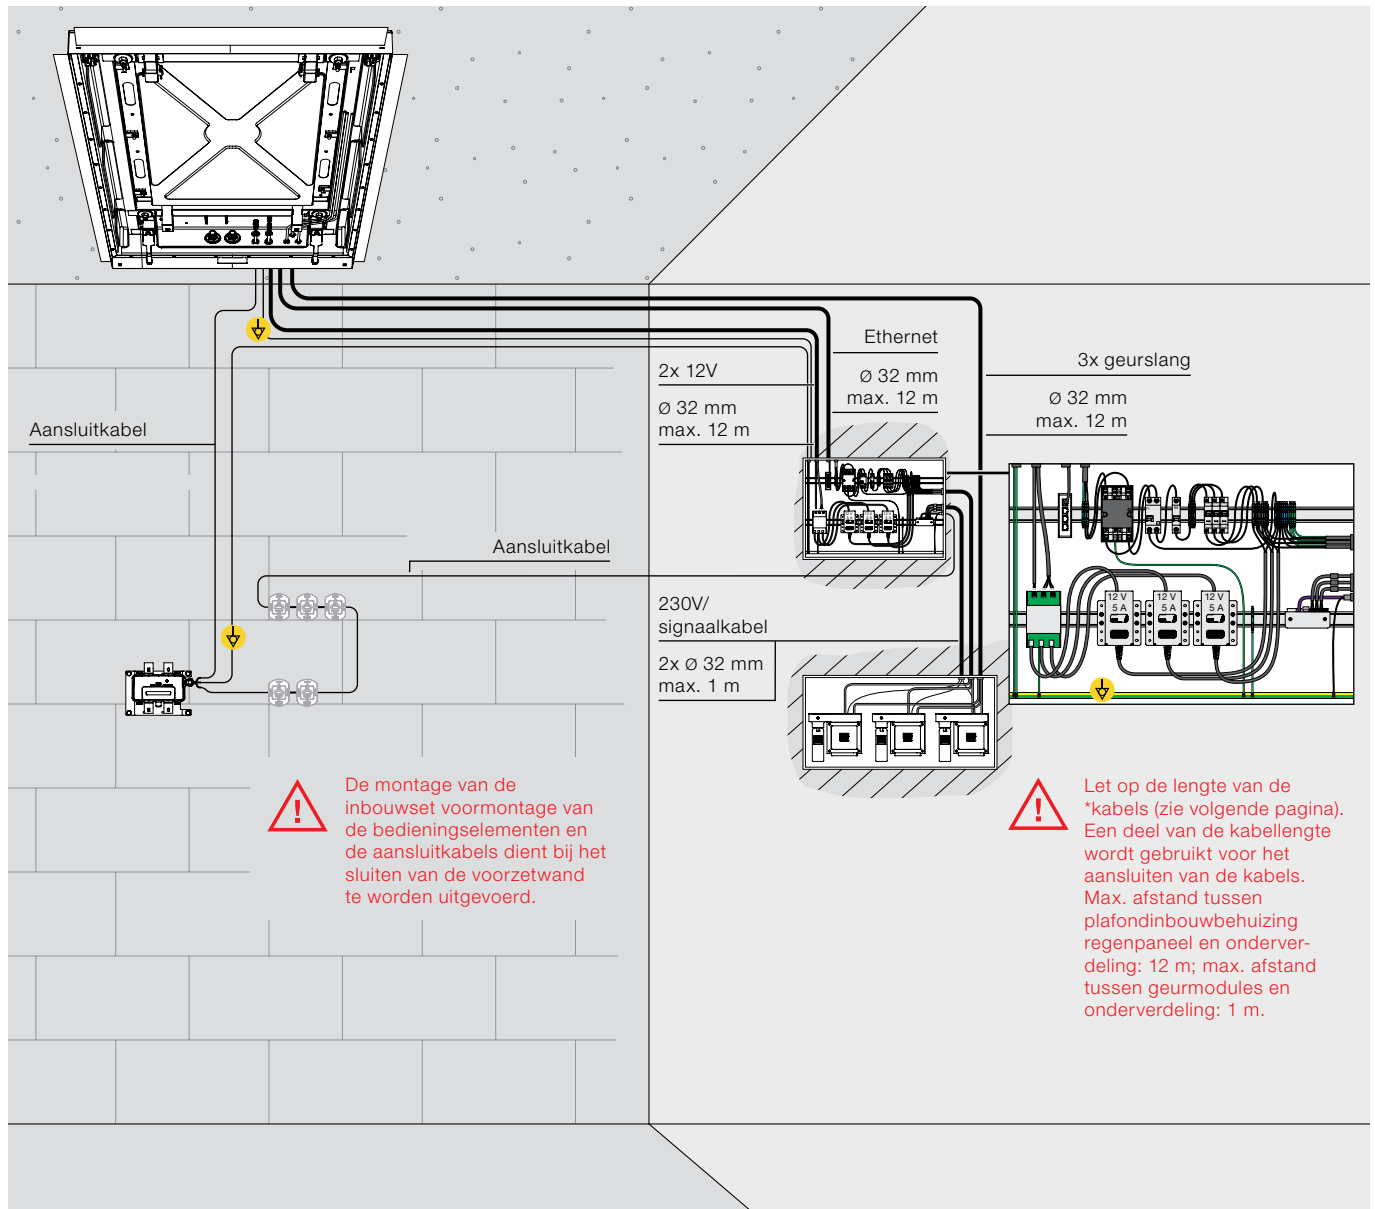 Ethernet
Ø 32 mm
max. 12 m
3x geurslang
Ø 32 mm
max. 12 m
2x 12V
Ø 32 mm
max. 12 m
Aansluitkabel
Aansluitkabel
230V/
signaalkabel
2x Ø 32 mm
max. 1 m
12 V
5 A
12 V
5 A
12 V
5 A
!
De montage van de
inbouwset voormontage van
de bedieningselementen en
de aansluitkabels dient bij het
sluiten van de voorzetwand
te worden uitgevoerd.
!
Let op de lengte van de
*kabels (zie volgende pagina).
Een deel van de kabellengte
wordt gebruikt voor het
aansluiten van de kabels.
Max. afstand tussen
plafondinbouwbehuizing
regenpaneel en onderver-
deling: 12 m; max. afstand
tussen geurmodules en
onderverdeling: 1 m.